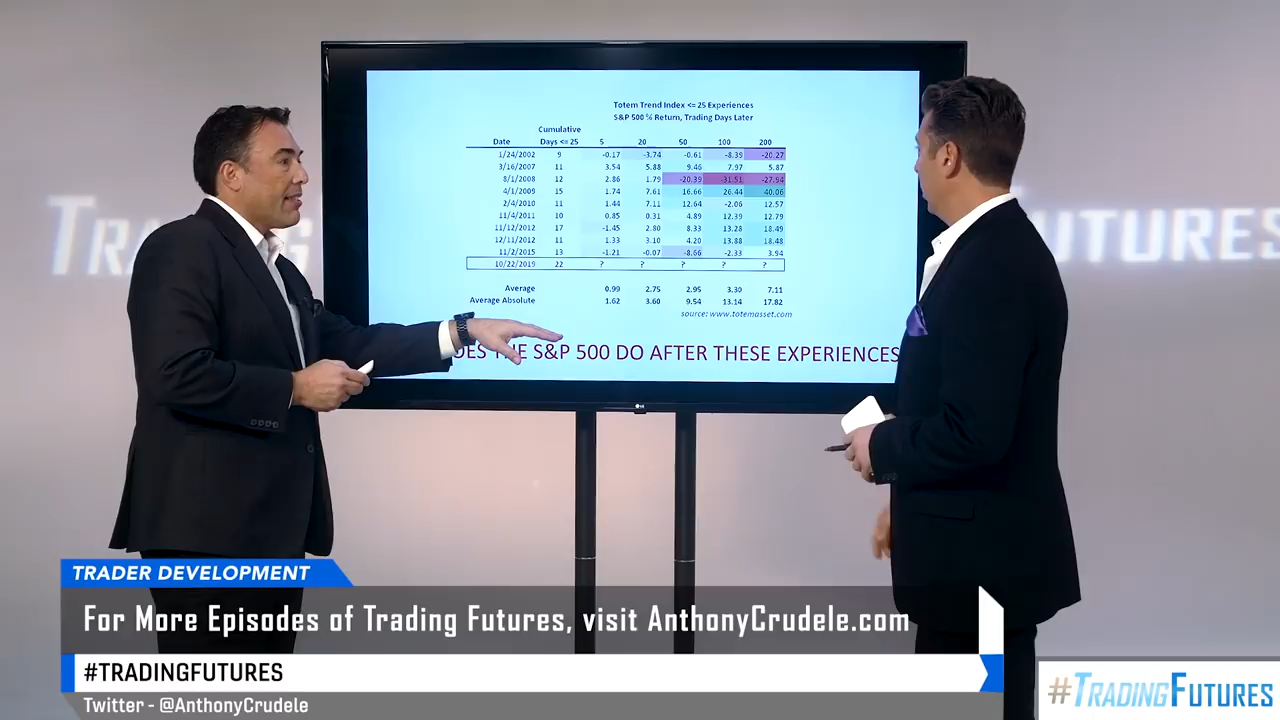 Totem Trend Index <= 25 Experiences
S&P 500 % Return, Trading Days Later
Cumulative
Date Days <= 25 5 20 50 100 200
1/24/2002 9 -0.17 -3.74 -0.61 -8.39 -20.27
3/16/2007 11 3.54 5.88 9.46 7.97 5.87
8/1/2008 12 2.86 1.79 -20.39 -31.51 -27.94
4/1/2009 15 1.74 7.61 16.66 26.44 40.06
2/4/2010 11 1.44 7.11 12.64 -2.06 12.57
11/4/2011 10 0.85 0.31 4.89 12.39 12.79
11/12/2012 17 -1.45 2.80 8.33 13.28 18.49
12/11/2012 11 1.33 3.10 4.20 13.88 18.48
11/2/2015 13 -1.21 -0.07 -8.66 -2.33 3.94
10/22/2019 22 ? ? ? ? ?
Average 0.99 2.75 2.95 3.30 7.11
Average Absolute 1.62 3.60 9.54 13.14 17.82
source: www.totemasset.com
OES THE S&P 500 DO AFTER THESE EXPERIENCES
TRA
FUTURES
TRADER DEVELOPMENT
For More Episodes of Trading Futures, visit AnthonyCrudele.com
#TRADINGFUTURES
Twitter - @AnthonyCrudele
#TRADINGFUTURES